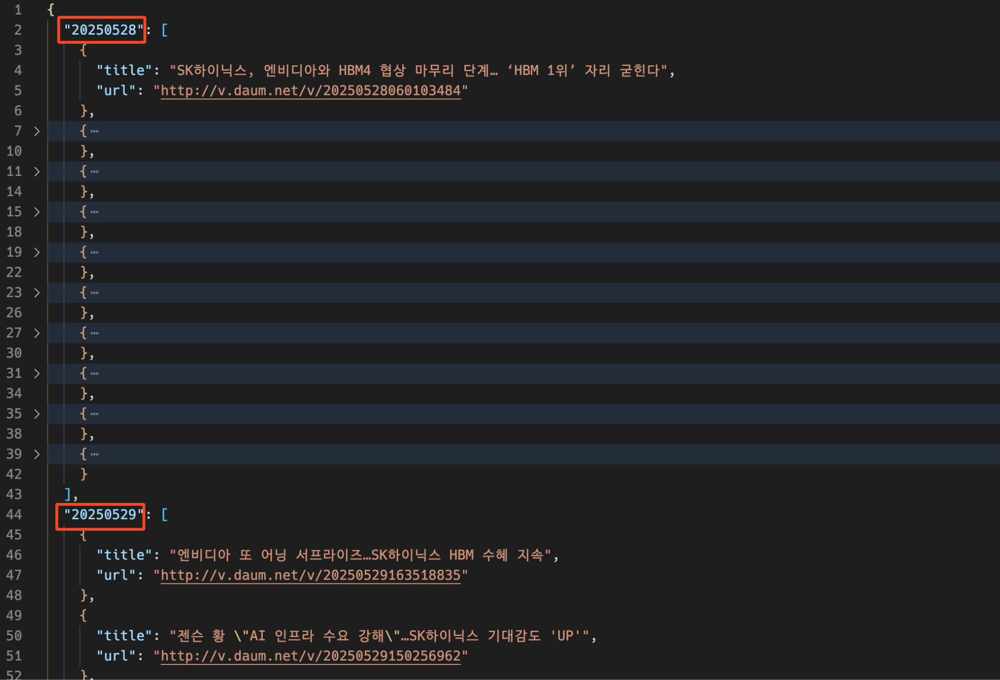 1 {
2 "20250528": [
3 {
4 "title": "SK하이닉스, 엔비디아와 HBM4 협상 마무리 단계… ‘HBM 1위’ 자리 굳힌다",
5 "url": "http://v.daum.net/v/20250528060103484"
6 },
7 > { …
10 },
11 > { …
14 },
15 > { …
18 },
19 > { …
22 },
23 > { …
26 },
27 > { …
30 },
31 > { …
34 },
35 > { …
38 },
39 > { …
42 }
43 ],
44 "20250529": [
45 {
46 "title": "엔비디아 또 어닝 서프라이즈…SK하이닉스 HBM 수혜 지속",
47 "url": "http://v.daum.net/v/20250529163518835"
48 },
49 {
50 "title": "젠슨 황 \"AI 인프라 수요 강해\"…SK하이닉스 기대감도 'UP'",
51 "url": "http://v.daum.net/v/20250529150256962"
52 },